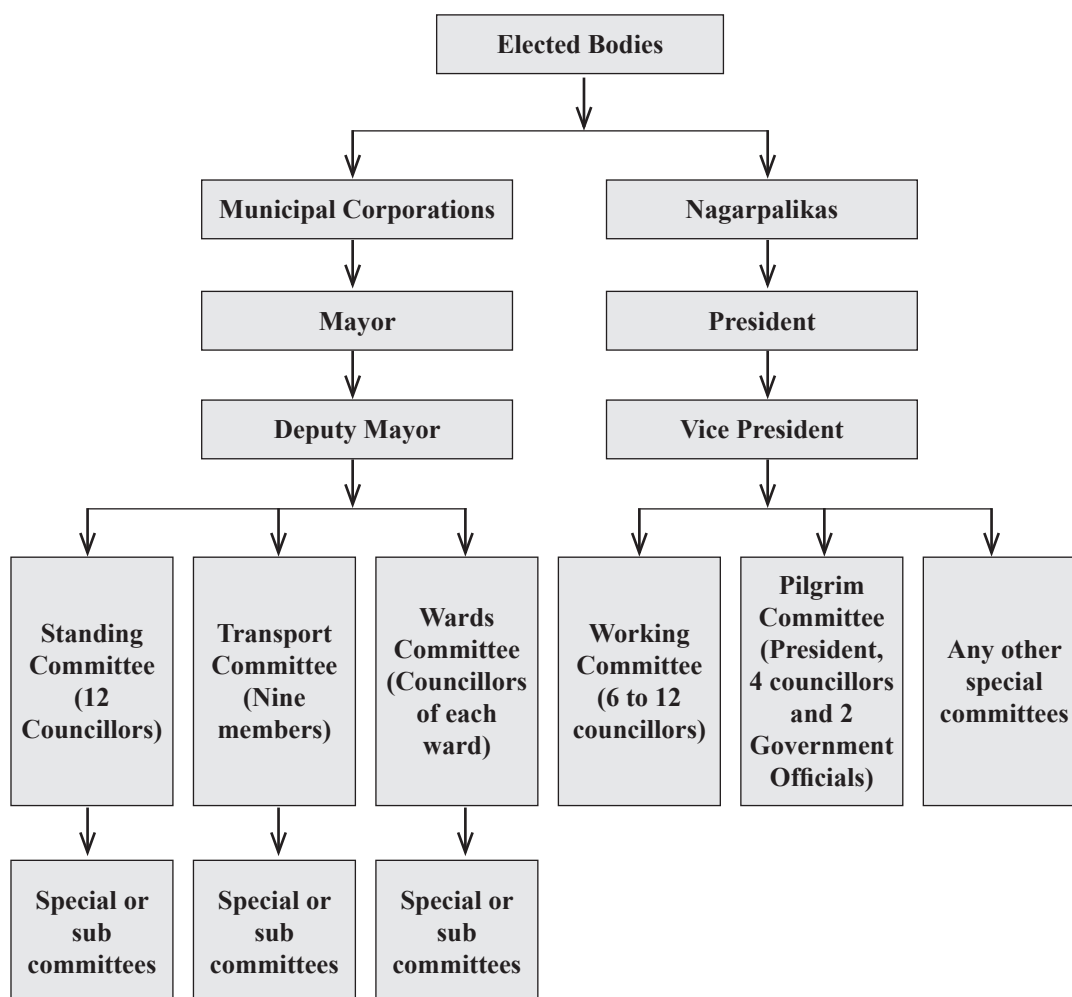 Elected Bodies
Municipal Corporations
Nagarpalikas
Mayor
President
Deputy Mayor
Vice President
Standing
Committee
(12
Councillors)
Transport
Committee
(Nine
members)
Wards
Committee
(Councillors
of each
ward)
Working
Committee
(6 to 12
councillors)
Pilgrim
Committee
(President,
4 councillors
and 2
Government
Officials)
Any other
special
committees
Special or
sub
committees
Special or
sub
committees
Special or
sub
committees